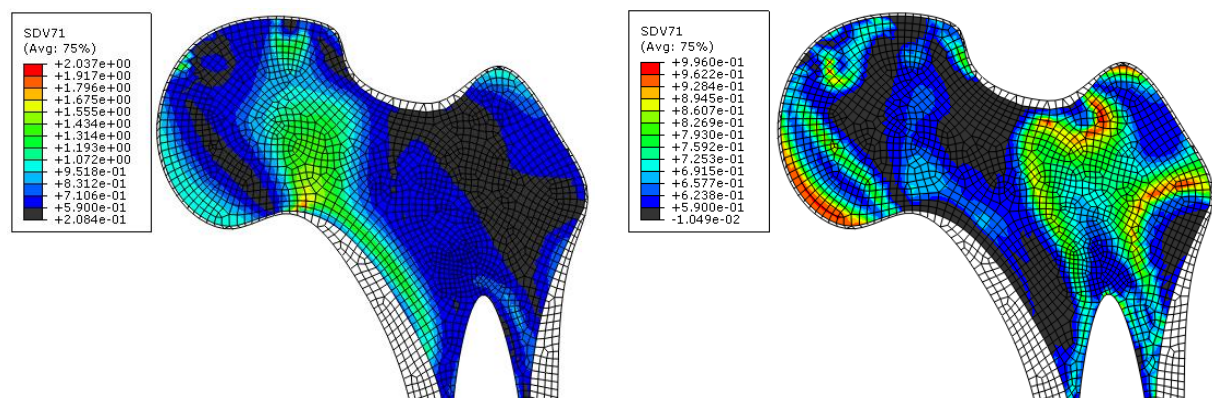 SDV71
(Avg: 75%)
+2.037e+00
+1.917e+00
+1.796e+00
+1.675e+00
+1.555e+00
+1.434e+00
+1.314e+00
+1.193e+00
+1.072e+00
+9.518e-01
+8.312e-01
+7.106e-01
+5.900e-01
+2.084e-01
SDV71
(Avg: 75%)
+9.960e-01
+9.622e-01
+9.284e-01
+8.945e-01
+8.607e-01
+8.269e-01
+7.930e-01
+7.592e-01
+7.253e-01
+6.915e-01
+6.577e-01
+6.238e-01
+5.900e-01
-1.049e-02